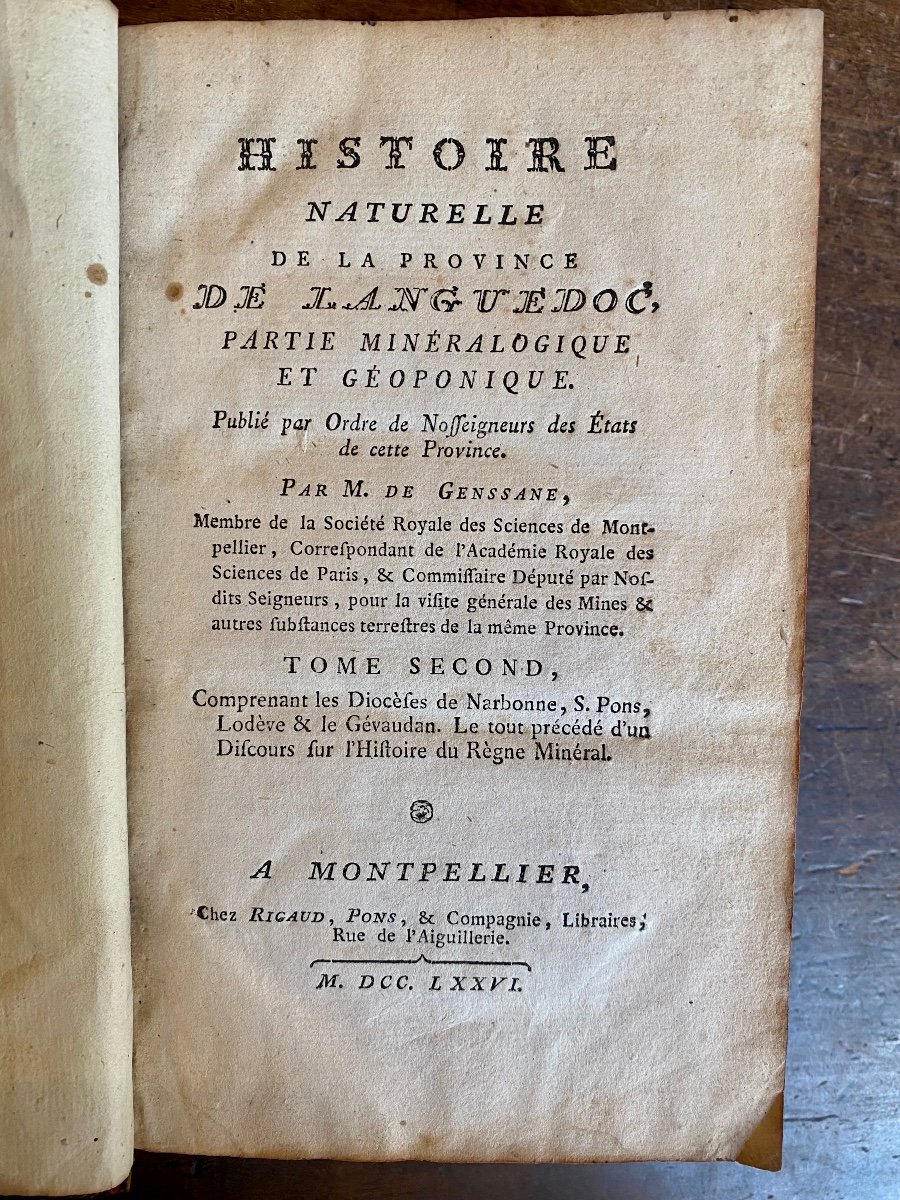 HISTOIRE
NATURELLE
DE LA PROVINCE
DE LANGUEDOC,
PARTIE MINÉRALOGIQUE
ET GÉOPONIQUE.
Publié par Ordre de Noſſeigneurs des États
de cette Province.
PAR M. DE GENSSANE,
Membre de la Société Royale des Sciences de Mont-
pellier, Correſpondant de l'Académie Royale des
Sciences de Paris, & Commiſſaire Député par Noſ-
dits Seigneurs, pour la viſite générale des Mines &
autres ſubſtances terreſtres de la même Province.
TOME SECOND,
Comprenant les Diocèſes de Narbonne, S. Pons,
Lodève & le Gévaudan. Le tout précédé d'un
Diſcours ſur l'Hiſtoire du Règne Minéral.
A MONTPELLIER,
Chez RIGAUD, PONS, & Compagnie, Libraires,
Rue de l'Aiguillerie.
M. DCC. LXXVI.